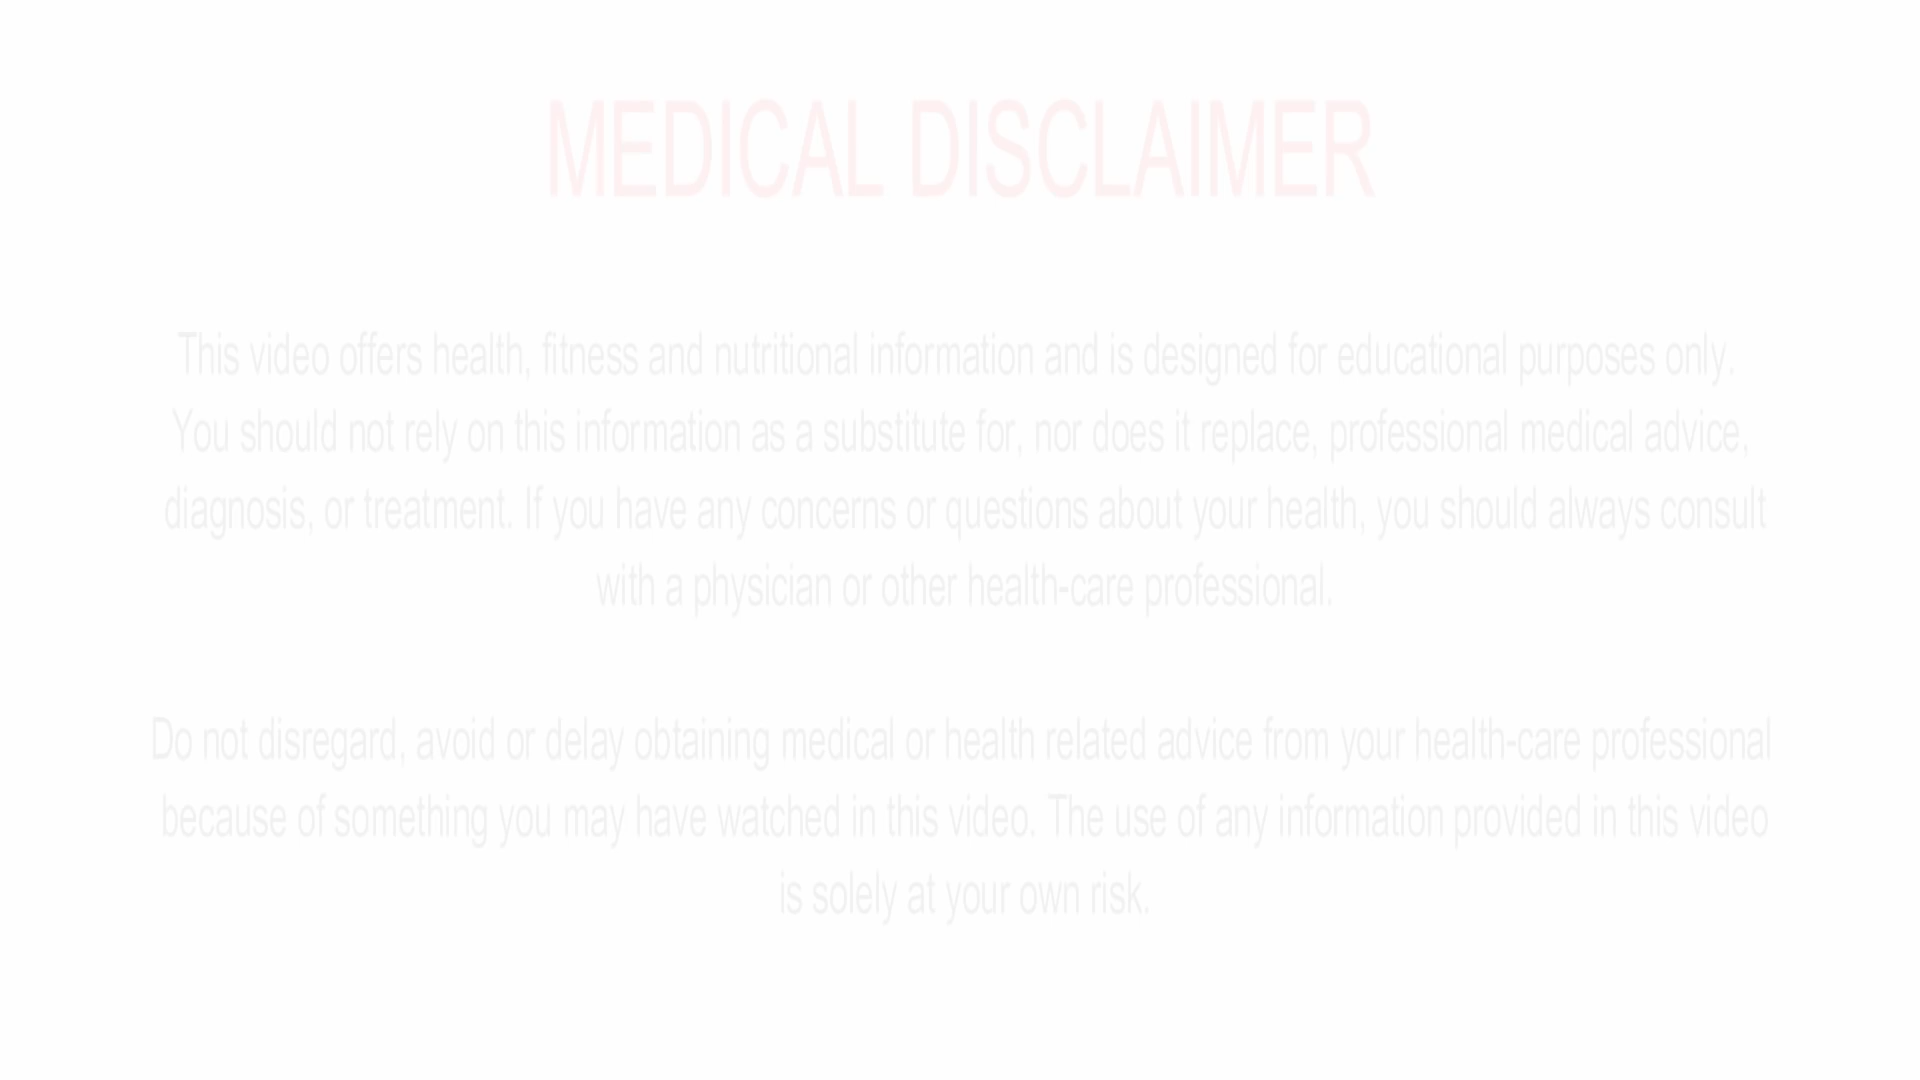 MEDICAL DISCLAIMER
This video offers health, fitness and nutritional information and is designed for educational purposes only.
You should not rely on this information as a substitute for, nor does it replace, professional medical advice,
diagnosis, or treatment. If you have any concerns or questions about your health, you should always consult
with a physician or other health-care professional.
Do not disregard, avoid or delay obtaining medical or health related advice from your health-care professional
because of something you may have watched in this video. The use of any information provided in this video
is solely at your own risk.